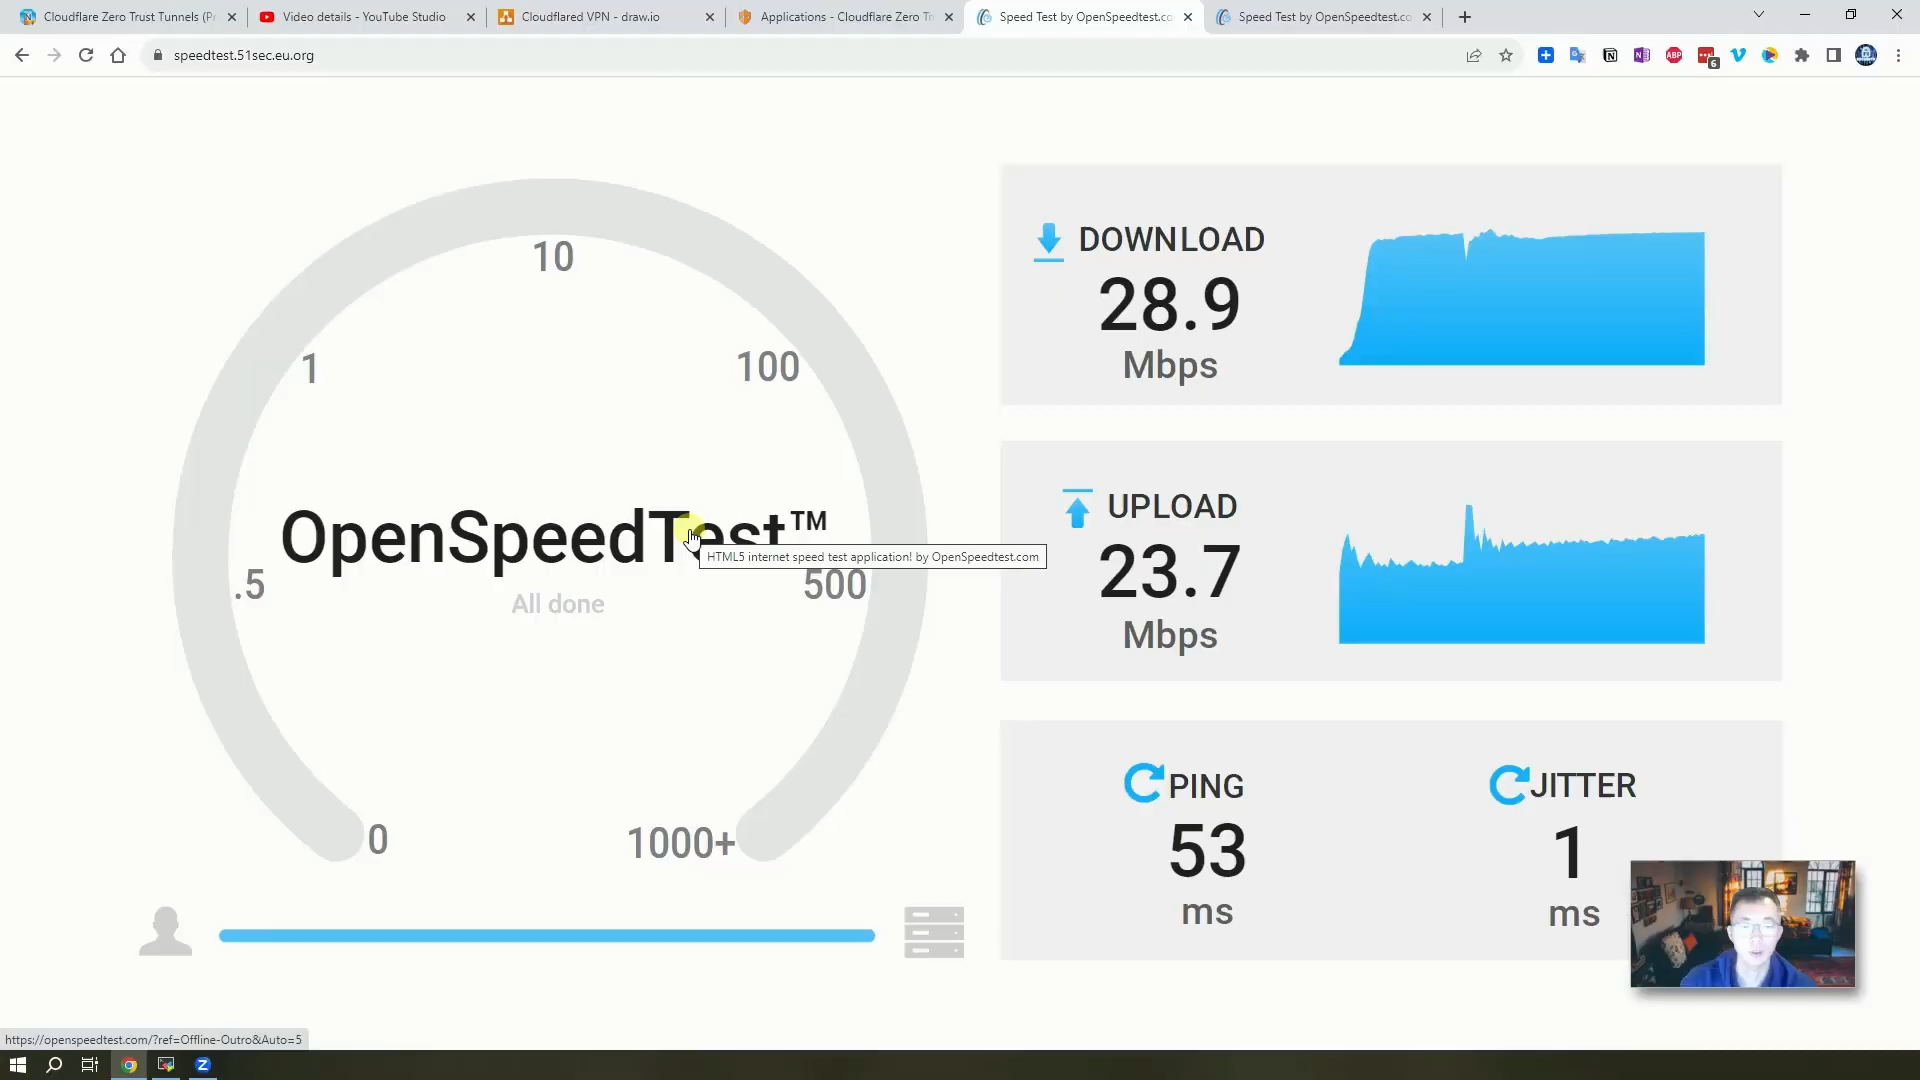 Cloudflare Zero Trust Tunnels (Pr
Video details - YouTube Studio
Cloudflared VPN - draw.io
Applications - Cloudflare Zero Tr
Speed Test by OpenSpeedtest.co
Speed Test by OpenSpeedtest.co
speedtest.51sec.eu.org
ABP
6
10
1
100
.5
500
0
1000+
OpenSpeedTest™
HTML5 internet speed test application! by OpenSpeedtest.com
All done
DOWNLOAD
28.9
Mbps
UPLOAD
23.7
Mbps
PING
53
ms
JITTER
1
ms
https://openspeedtest.com/?ref=Offline-Outro&Auto=5